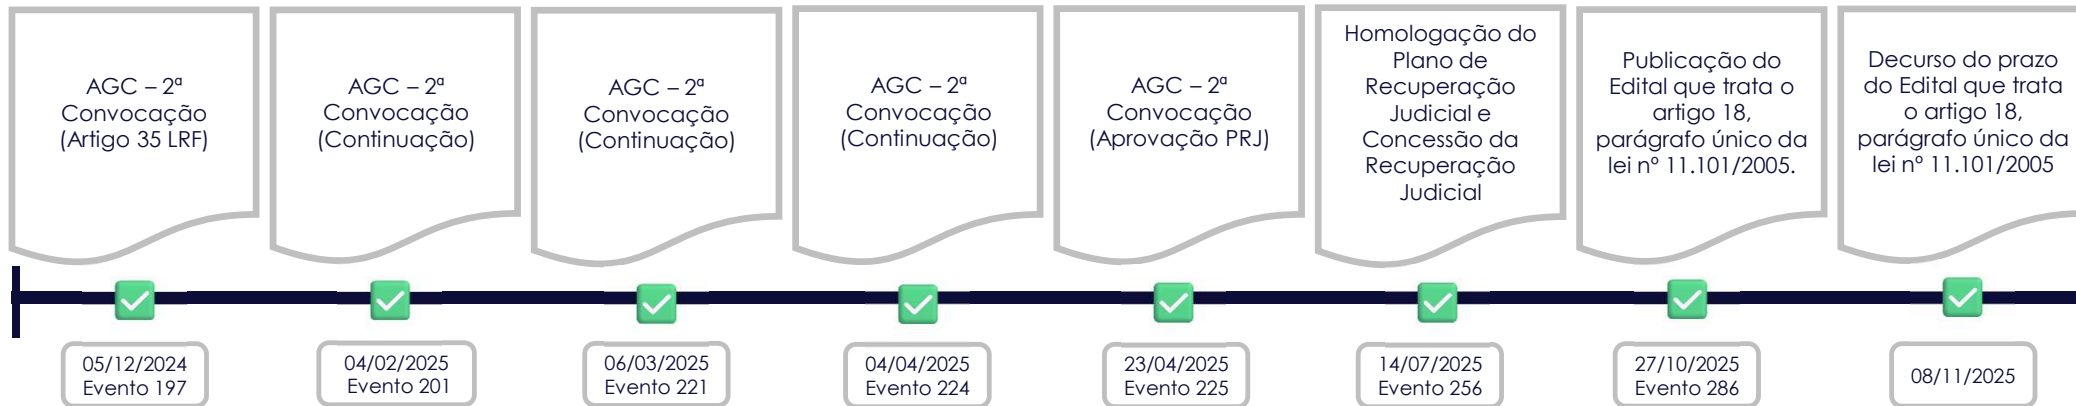 AGC – 2ª
Convocação
(Artigo 35 LRF)
AGC – 2ª
Convocação
(Continuação)
AGC – 2ª
Convocação
(Continuação)
AGC – 2ª
Convocação
(Continuação)
AGC – 2ª
Convocação
(Aprovação PRJ)
Homologação do
Plano de
Recuperação
Judicial e
Concessão da
Recuperação
Judicial
Publicação do
Edital que trata o
artigo 18,
parágrafo único da
lei nº 11.101/2005.
Decurso do prazo
do Edital que trata
o artigo 18,
parágrafo único da
lei nº 11.101/2005
05/12/2024
Evento 197
04/02/2025
Evento 201
06/03/2025
Evento 221
04/04/2025
Evento 224
23/04/2025
Evento 225
14/07/2025
Evento 256
27/10/2025
Evento 286
08/11/2025